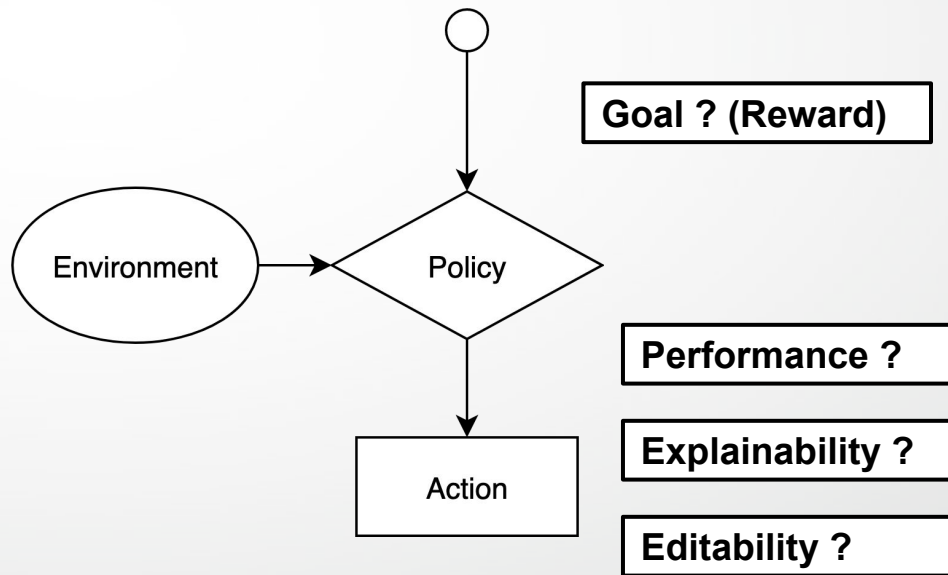 Goal ? (Reward)
Environment
Policy
Performance ?
Explainability ?
Action
Editability ?